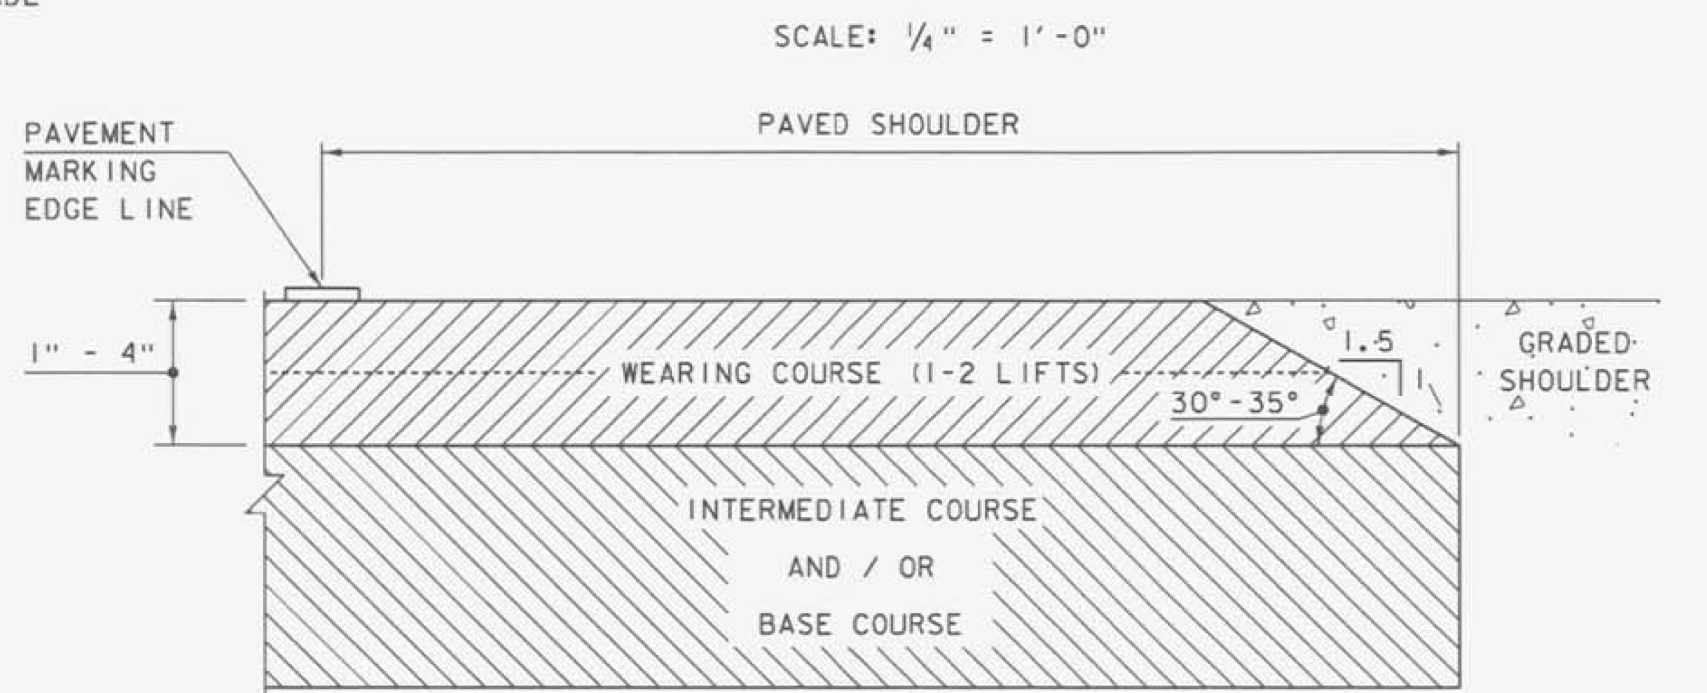 SCALE: 1/4" = 1'-0"
PAVED SHOULDER
PAVEMENT
MARKING
EDGE LINE
1" - 4"
WEARING COURSE (1-2 LIFTS)
30°-35°
1.5
1
GRADED
SHOULDER
INTERMEDIATE COURSE
AND / OR
BASE COURSE